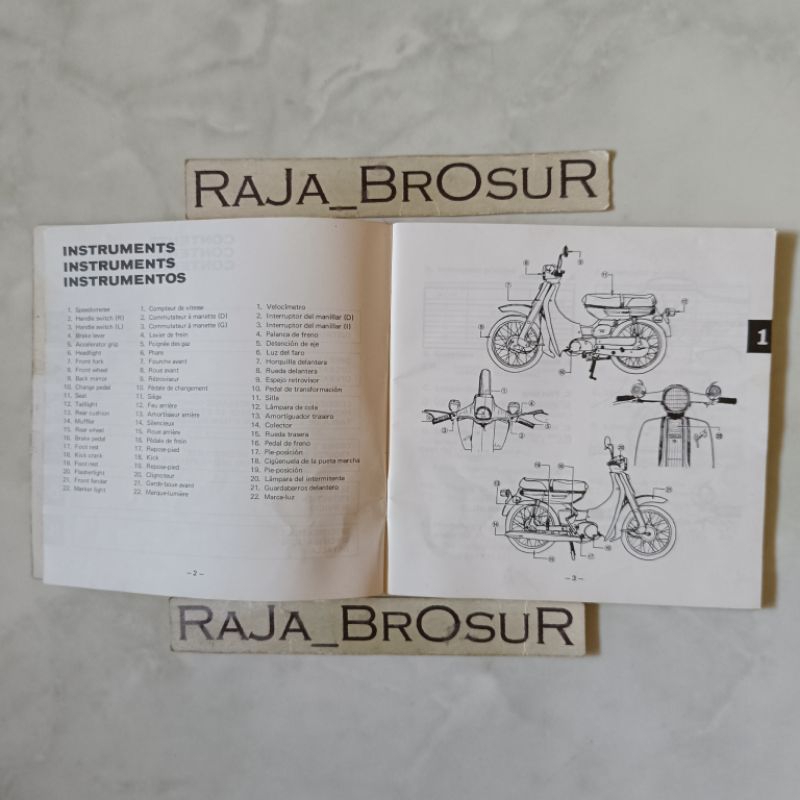 RAJA_BROSUR
INSTRUMENTS
INSTRUMENTS
INSTRUMENTOS
1. Speedometer
2. Handle switch (R)
3. Handle switch (L)
4. Brake lever
5. Accelerator grip
6. Headlight
7. Front fork
8. Front wheel
9. Back mirror
10. Change pedal
11. Seat
12. Taillight
13. Rear cushion
14. Muffler
15. Rear wheel
16. Brake pedal
17. Foot rest
18. Kick crank
19. Foot rest
20. Flasherlight
21. Front fender
22. Marker light
1. Compteur de vitesse
2. Commutateur à manette (D)
3. Commutateur à manette (G)
4. Levier de frein
5. Poignée des gaz
6. Phare
7. Fourche avant
8. Roue avant
9. Rétroviseur
10. Pédale de changement
11. Siège
12. Feu arrière
13. Amortisseur arrière
14. Silencieux
15. Roue arrière
16. Pédale de frein
17. Repose-pied
18. Kick
19. Repose-pied
20. Clignoteur
21. Garde-boue avant
22. Marque-lumière
1. Velocímetro
2. Interruptor del manillar (D)
3. Interruptor del manillar (I)
4. Palanca de freno
5. Detención de eje
6. Luz del faro
7. Horquilla delantera
8. Rueda delantera
9. Espejo retrovisor
10. Pedal de transformación
11. Silla
12. Lámpara de cola
13. Amortiguador trasero
14. Colector
15. Rueda trasera
16. Pedal de freno
17. Pie-posición
18. Cigüenuela de la pueta marcha
19. Pie-posición
20. Lámpara del intermitente
21. Guardabarros delantero
22. Marca-luz
– 2 –
1
– 3 –
RAJA_BROSUR